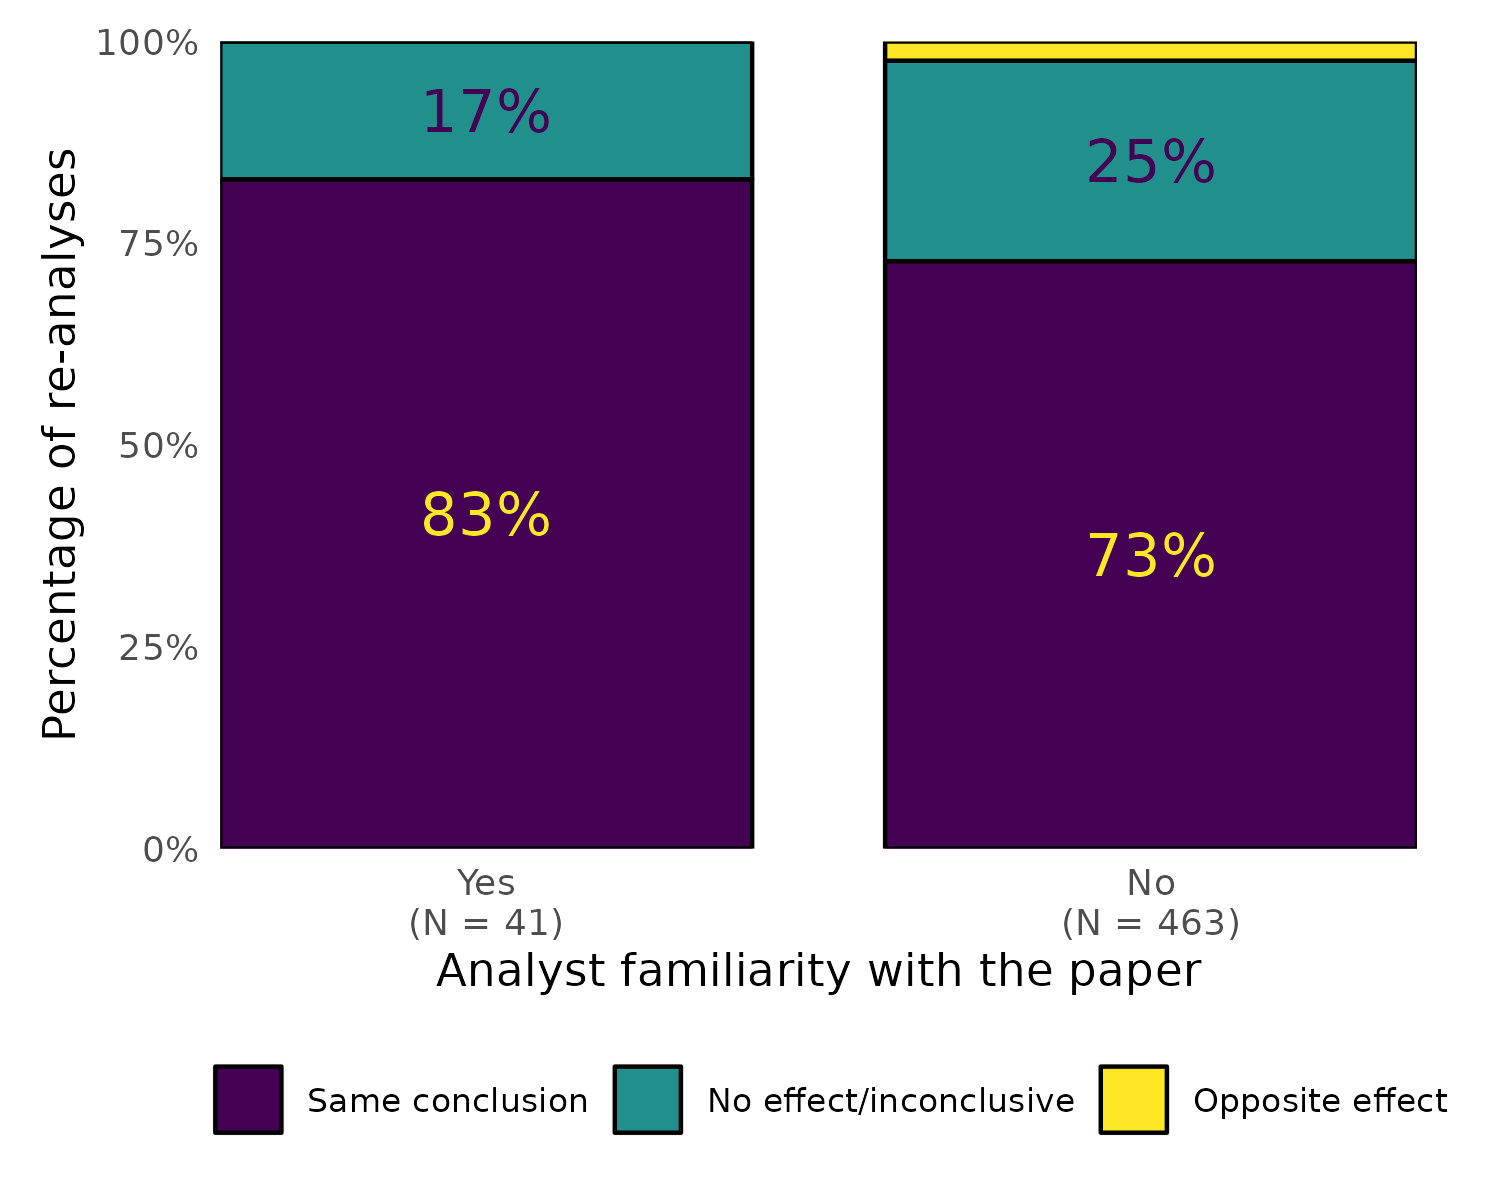 Percentage of re-analyses
100%
75%
50%
25%
0%
17%
83%
25%
73%
Yes
(N = 41)
No
(N = 463)
Analyst familiarity with the paper
Same conclusion
No effect/inconclusive
Opposite effect